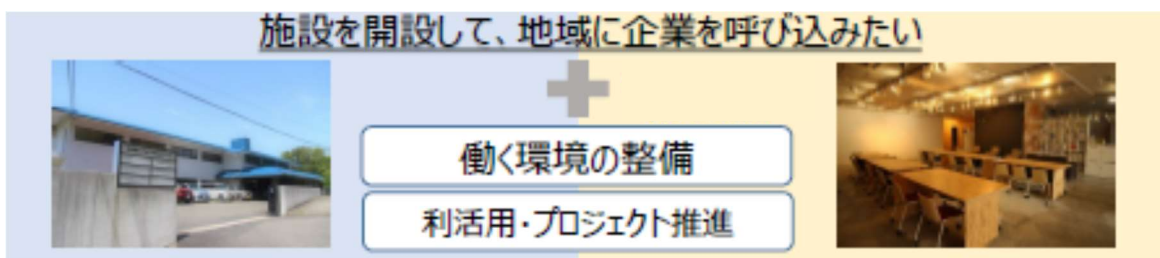 施設を開設して、地域に企業を呼び込みたい
働く環境の整備
利活用・プロジェクト推進